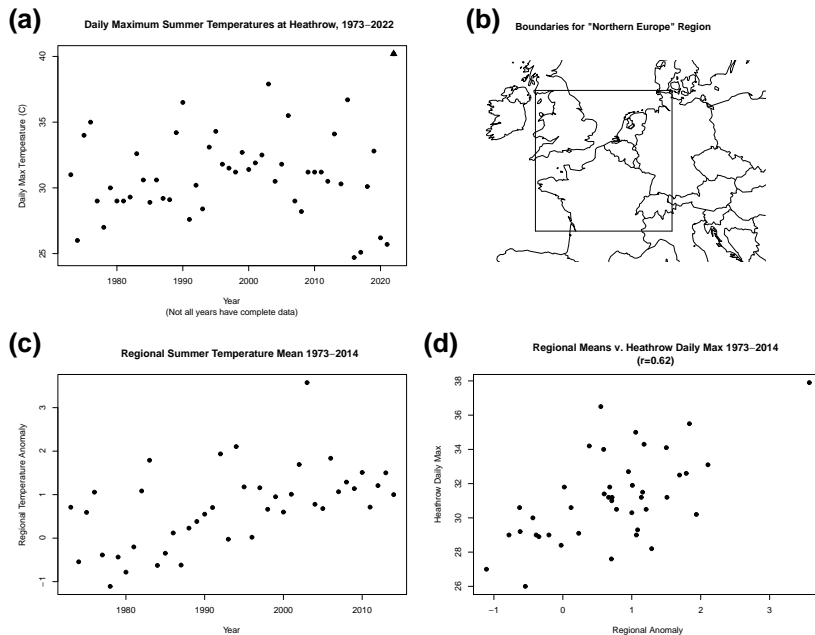 (a)
Daily Maximum Summer Temperatures at Heathrow, 1973–2022
Daily Max Temperature (C)
40
35
30
25
1980 1990 2000 2010 2020
Year
(Not all years have complete data)
(b)
Boundaries for "Northern Europe" Region
(c)
Regional Summer Temperature Mean 1973–2014
Regional Temperature Anomaly
3
2
1
0
−1
1980 1990 2000 2010
Year
(d)
Regional Means v. Heathrow Daily Max 1973–2014
(r=0.62)
Heathrow Daily Max
38
36
34
32
30
28
26
−1 0 1 2 3
Regional Anomaly